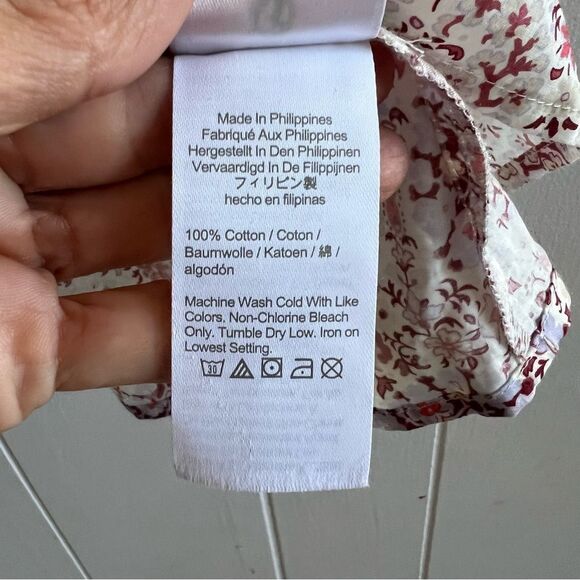 Made In Philippines
Fabriqué Aux Philippines
Hergestellt In Den Philippinen
Vervaardigd In De Filippijnen
フィリピン製
hecho en filipinas
100% Cotton / Coton /
Baumwolle / Katoen / 綿 /
algodón
Machine Wash Cold With Like
Colors. Non-Chlorine Bleach
Only. Tumble Dry Low. Iron on
Lowest Setting.
30